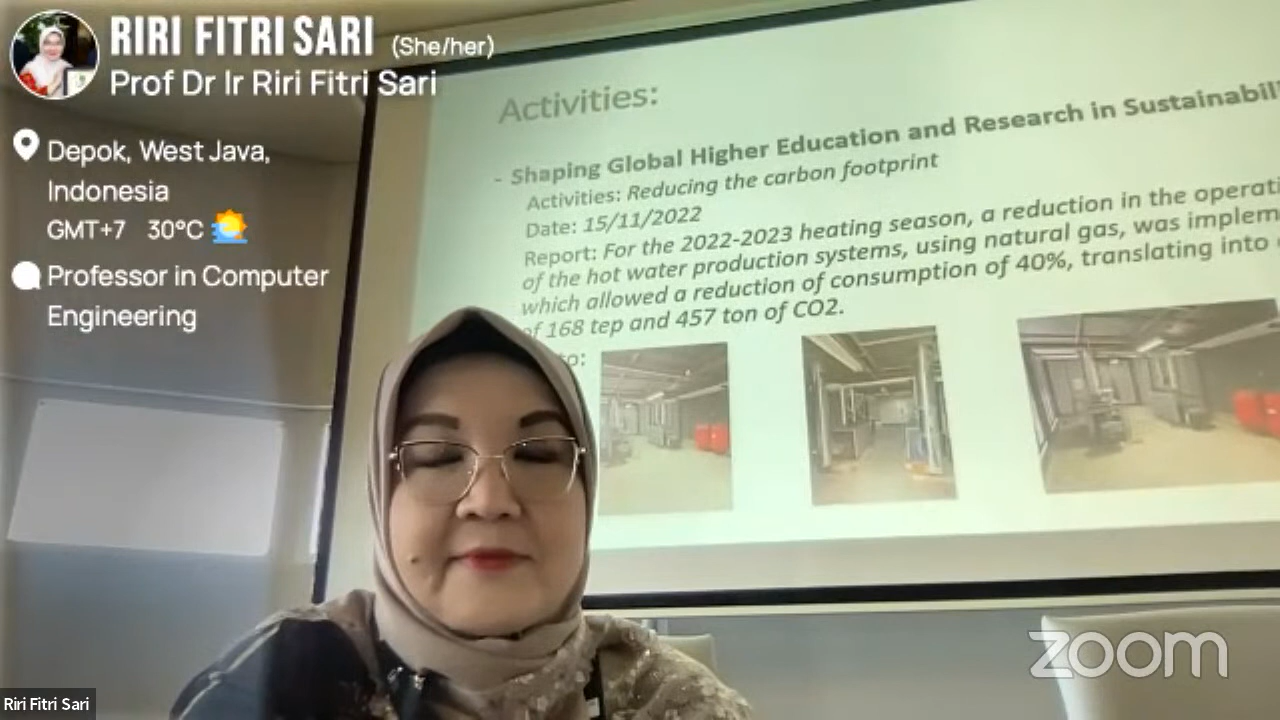 RIRI FITRI SARI (She/her)
Prof Dr Ir Riri Fitri Sari
Depok, West Java,
Indonesia
GMT+7 30°C
Professor in Computer
Engineering
Activities:
- Shaping Global Higher Education and Research in
Activities: Reducing the carbon footprint
Date: 15/11/2022
Report: For the 2022-2023 heating season, a reduction in the
of the hot water production systems, using natural gas, was
which allowed a reduction of consumption of 40%, translating into
of 168 tep and 457 ton of CO2.
Riri Fitri Sari
zoom